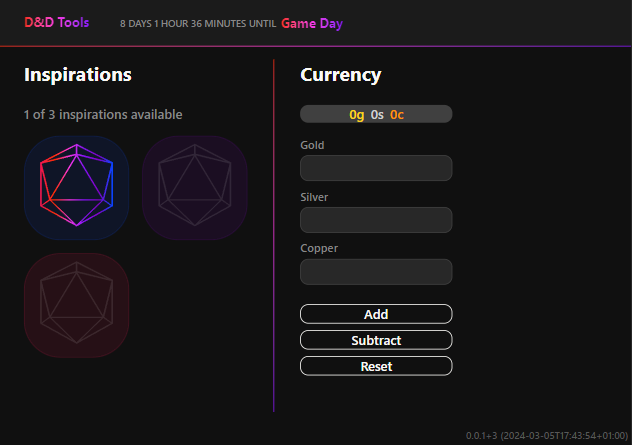 D&D Tools
8 DAYS 1 HOUR 36 MINUTES UNTIL Game Day
Inspirations
1 of 3 inspirations available
Currency
0g 0s 0c
Gold
Silver
Copper
Add
Subtract
Reset
0.0.1+3 (2024-03-05T17:43:54+01:00)